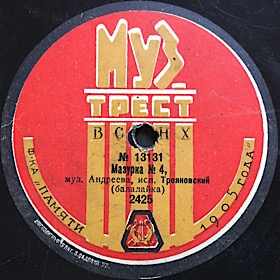 МУЗ
ТРЕСТ
ВСНХ
Ф-КА „ПАМЯТИ 1905 ГОДА"
№ 13131
Мазурка № 4,
муз. Андреева, исп. Трояновский
(балалайка)
2425